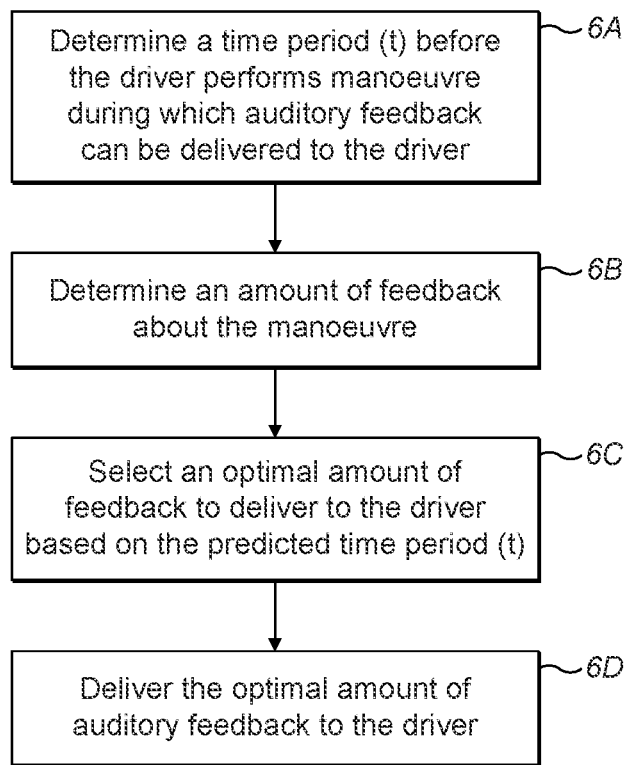 Determine a time period (t) before
the driver performs manoeuvre
during which auditory feedback
can be delivered to the driver
6A
Determine an amount of feedback
about the manoeuvre
6B
Select an optimal amount of
feedback to deliver to the driver
based on the predicted time period (t)
6C
Deliver the optimal amount of
auditory feedback to the driver
6D